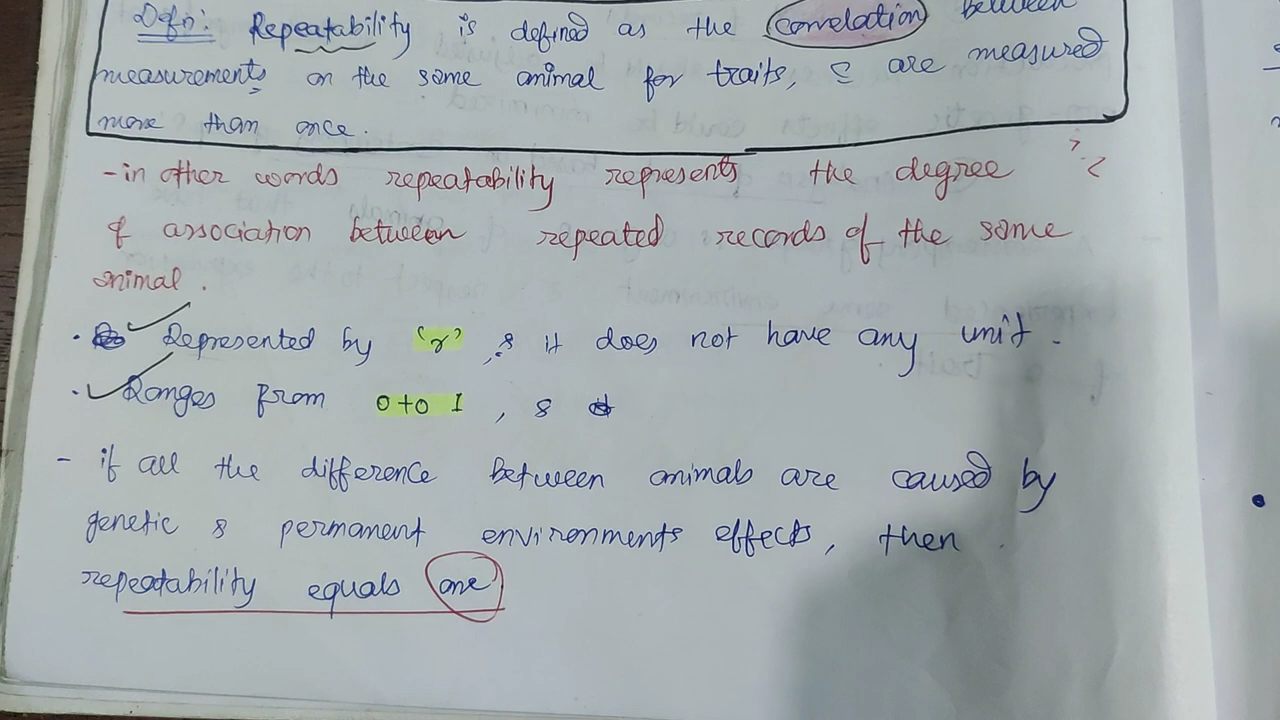 Defn: Repeatability is defined as the correlation between
measurements on the same animal for traits, are measured
more than once.
- in other words repeatability represents the degree
of association between repeated records of the same
animal.
. Represented by 'r', & it does not have any unit.
. Ranges from 0 to 1, &
- if all the difference between animals are caused by
genetic & permanent environments effects, then
repeatability equals one